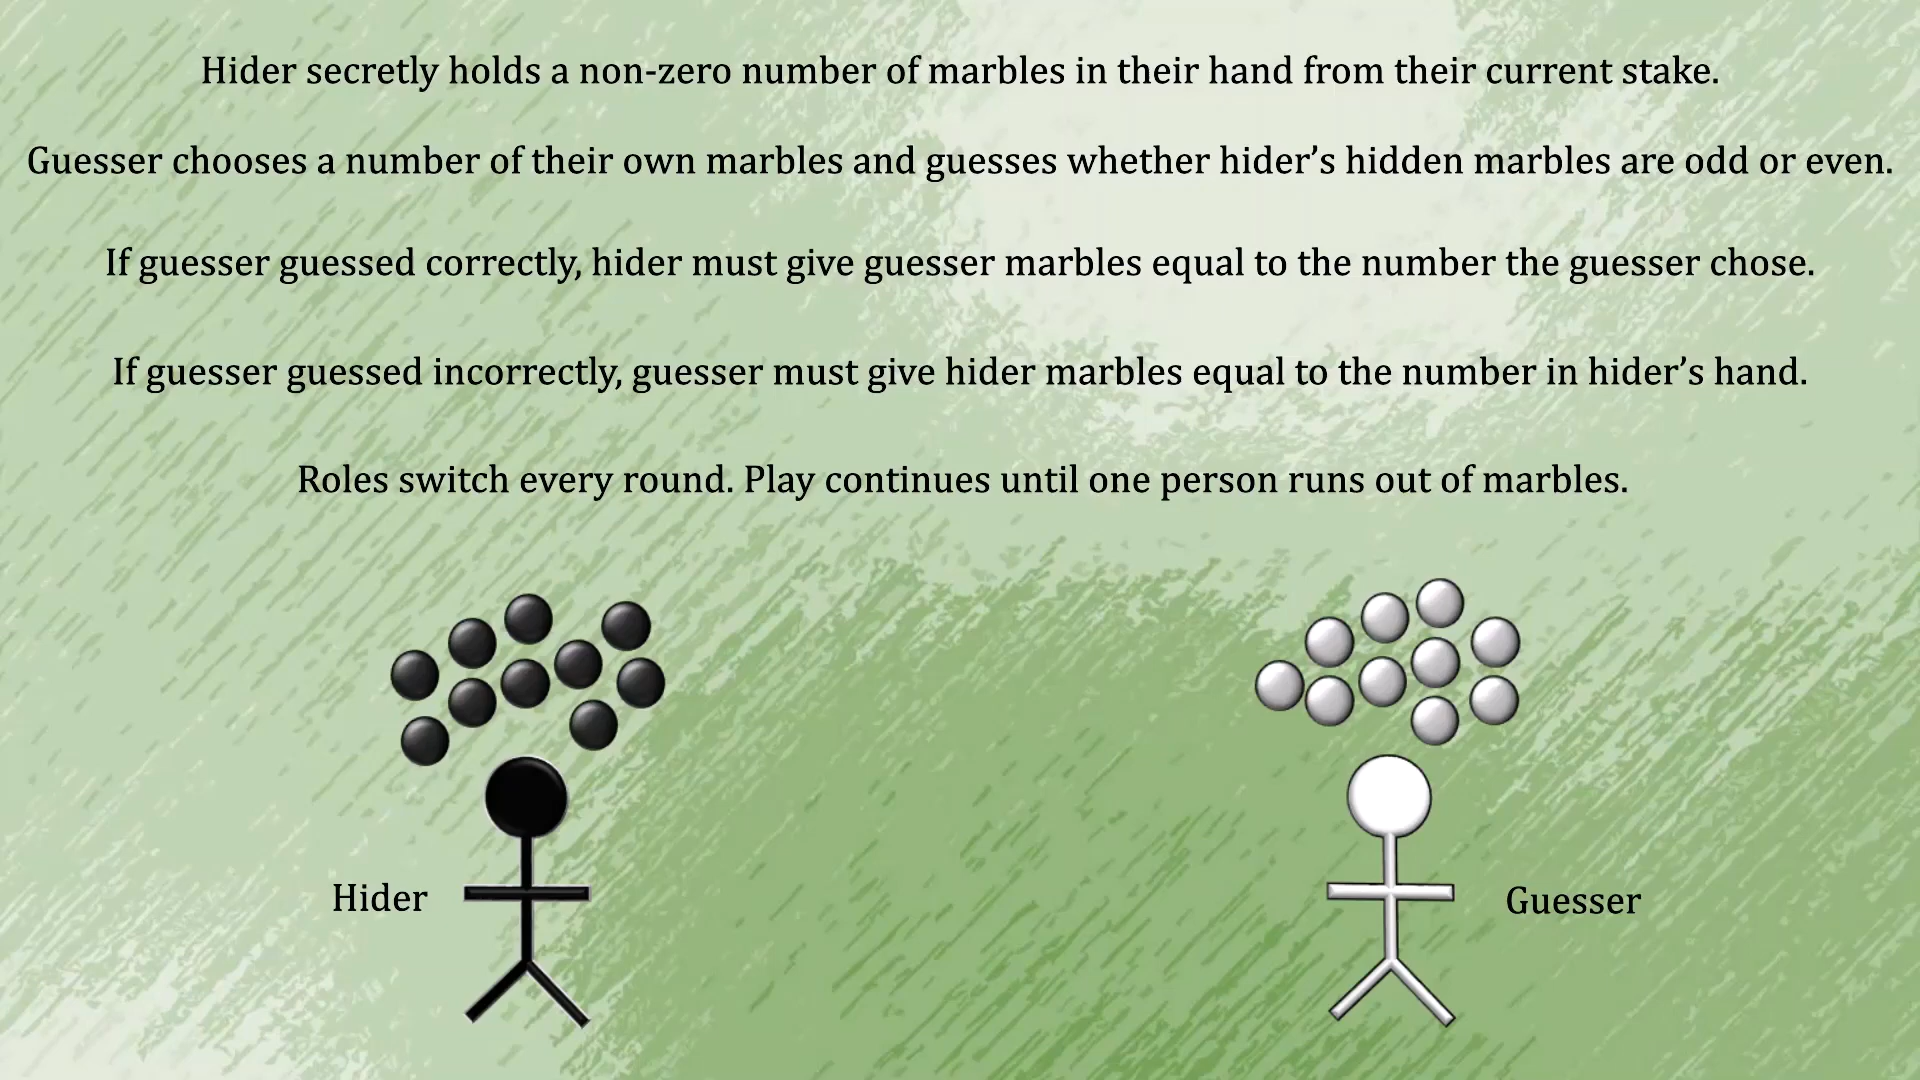 Hider secretly holds a non-zero number of marbles in their hand from their current stake.
Guesser chooses a number of their own marbles and guesses whether hider’s hidden marbles are odd or even.
If guesser guessed correctly, hider must give guesser marbles equal to the number the guesser chose.
If guesser guessed incorrectly, guesser must give hider marbles equal to the number in hider’s hand.
Roles switch every round. Play continues until one person runs out of marbles.
Hider
Guesser